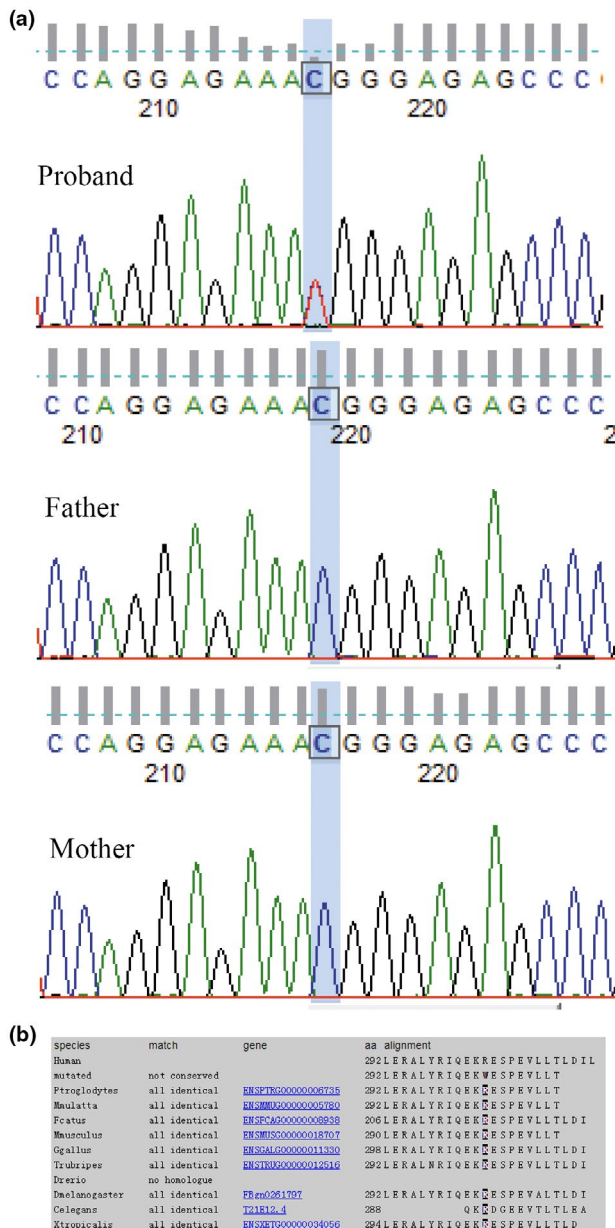 (a)
C C A G G A G A A A C G G G A G A G C C C
210 220
Proband
C C A G G A G A A A C G G G A G A G C C C
210 220 2
Father
C C A G G A G A A A C G G G A G A G C C C
210 220
Mother
(b)
species match gene aa alignment
Human 292 L E R A L Y R I Q E K R E S P E V L L T L D I L
mutated not conserved 292 L E R A L Y R I Q E K W E S P E V L L T
Ptroglodytes all identical ENSPTRG00000006735 292 L E R A L Y R I Q E K R E S P E V L L T
Mmulatta all identical ENSMMUG00000005780 292 L E R A L Y R I Q E K R E S P E V L L T
Fcatus all identical ENSFCAG00000008938 206 L E R A L Y R I Q E K R E S P E V L L T L D I
Mmusculus all identical ENSMUSG00000018707 290 L E R A L Y R I Q E K R E S P E V L L T
Ggallus all identical ENSGALG00000011330 298 L E R A L Y R I Q E K R E S P E V L L T L D I
Trubripes all identical ENSTRUG00000012516 292 L E R A L N R I Q E K R E S P E V L L T L D I
Drerio no homologue
Dmelanogaster all identical FBgn0261797 292 L E R A L Y R I Q E K R E S P E V A L T L D I
Celegans all identical T21E12.4 288 Q K R D G E E V T L E A
Xtropicalis all identical ENSXETG00000034056 294 L E R A L Y R I Q E K R E S P E V L L T L D